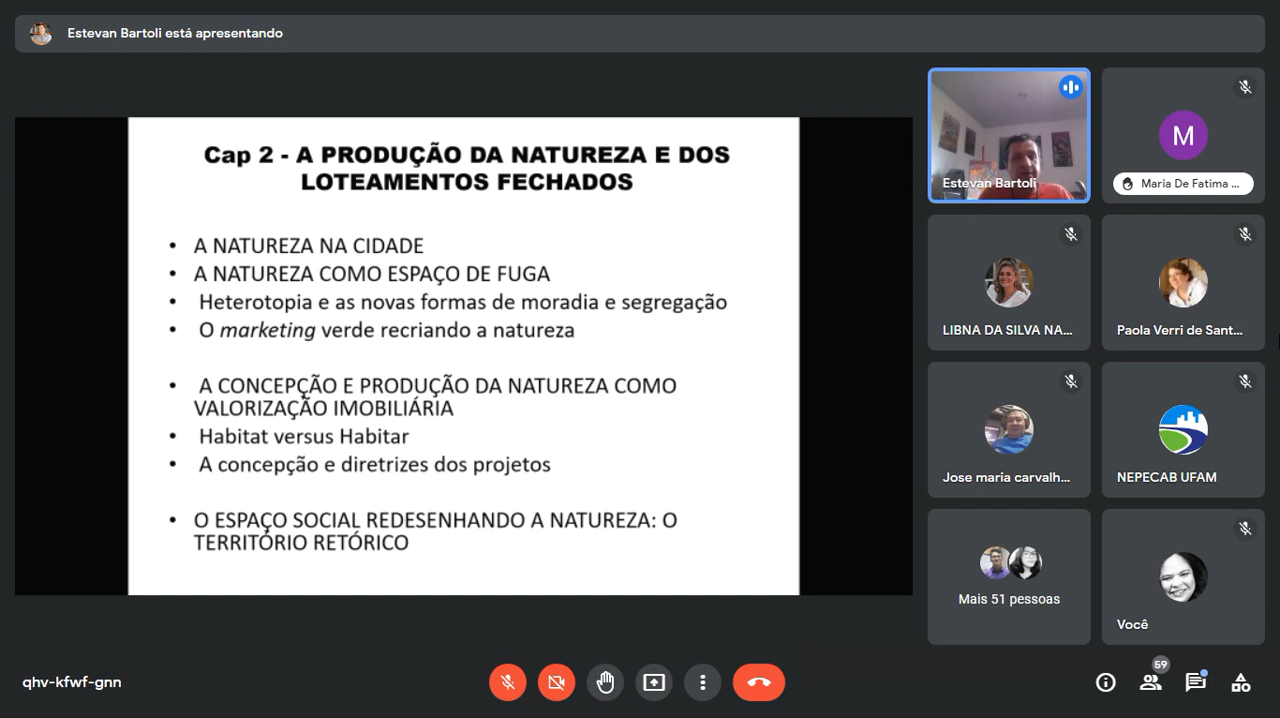 Estevan Bartoli está apresentando
Cap 2 - A PRODUÇÃO DA NATUREZA E DOS
LOTEAMENTOS FECHADOS
• A NATUREZA NA CIDADE
• A NATUREZA COMO ESPAÇO DE FUGA
• Heterotopia e as novas formas de moradia e segregação
• O marketing verde recriando a natureza
• A CONCEPÇÃO E PRODUÇÃO DA NATUREZA COMO
VALORIZAÇÃO IMOBILIÁRIA
• Habitat versus Habitar
• A concepção e diretrizes dos projetos
• O ESPAÇO SOCIAL REDESENHANDO A NATUREZA: O
TERRITÓRIO RETÓRICO
Estevan Bartoli
M
Maria De Fatima ...
LIBNA DA SILVA NA...
Paola Verri de Sant...
Jose maria carvalh...
NEPECAB UFAM
Mais 51 pessoas
Você
qhv-kfwf-gnn
59